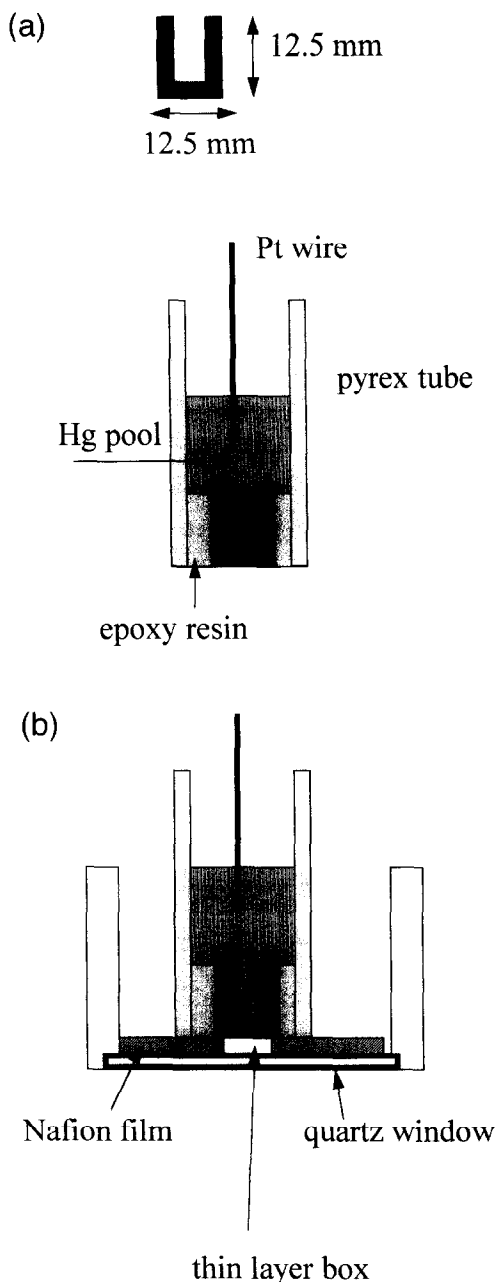 (a)
12.5 mm
12.5 mm
Pt wire
pyrex tube
Hg pool
epoxy resin
(b)
Nafion film
quartz window
thin layer box